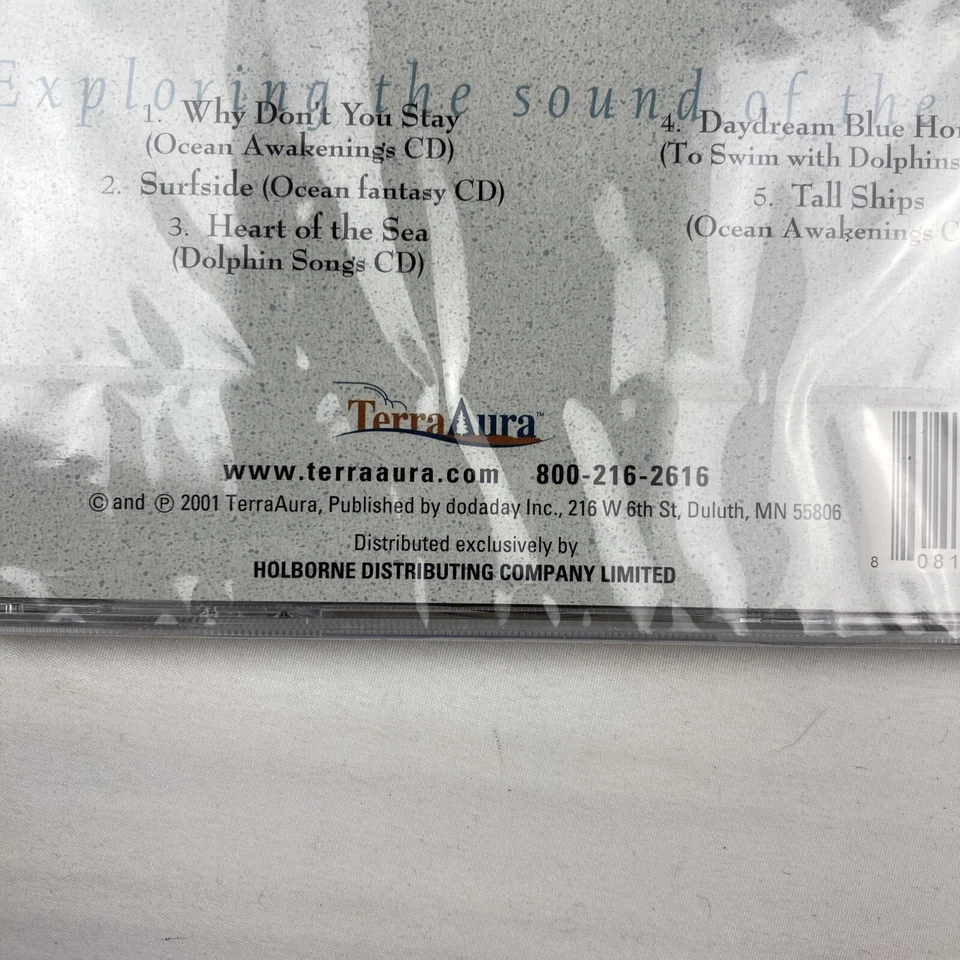 Exploring the sound of the
1. Why Don't You Stay
(Ocean Awakenings CD)
2. Surfside (Ocean fantasy CD)
3. Heart of the Sea
(Dolphin Songs CD)
4. Daydream Blue
(To Swim with Dolphins
5. Tall Ships
(Ocean Awakenings
TerraAura™
www.terraaura.com 800-216-2616
© and ℗ 2001 TerraAura, Published by dodaday Inc., 216 W 6th St, Duluth, MN 55806
Distributed exclusively by
HOLBORNE DISTRIBUTING COMPANY LIMITED
8 081